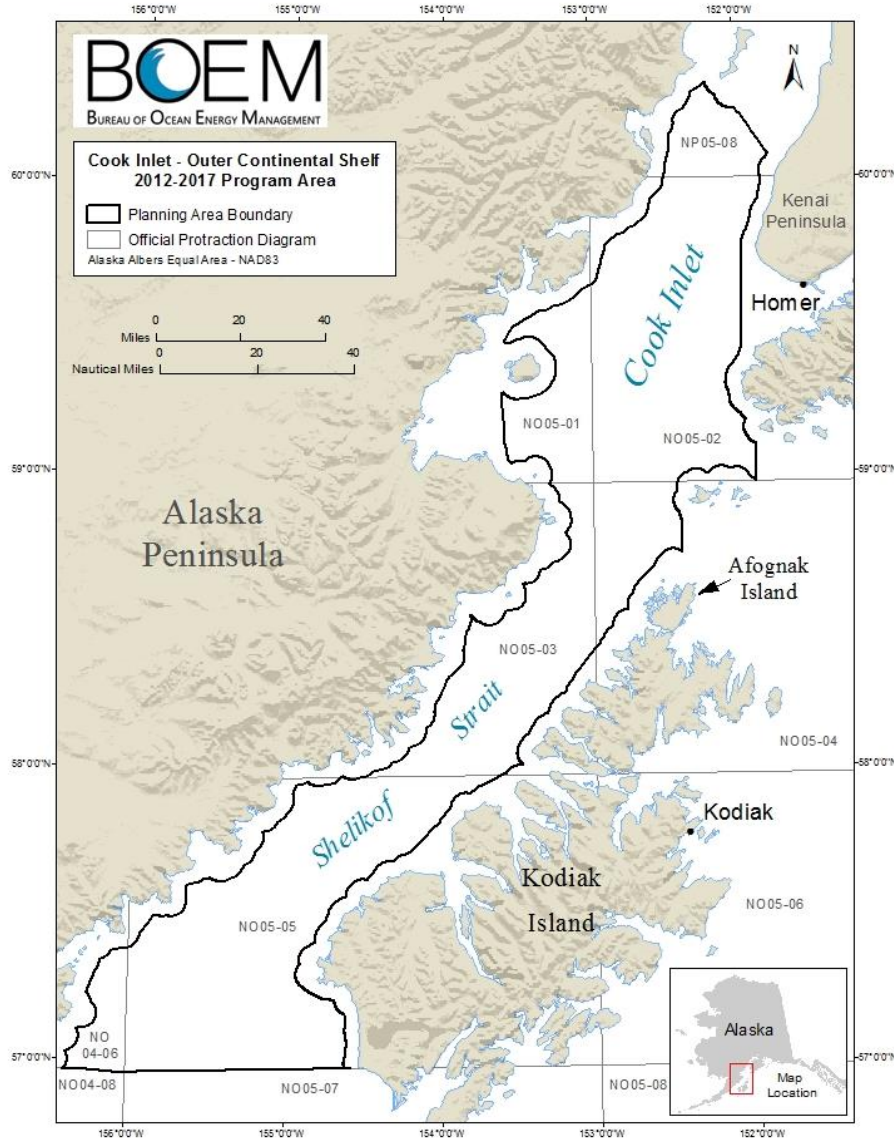 156°0'0"W 155°0'0"W 154°0'0"W 153°0'0"W 152°0'0"W
BOEM
BUREAU OF OCEAN ENERGY MANAGEMENT
N
Cook Inlet - Outer Continental Shelf
2012-2017 Program Area
Planning Area Boundary
Official Protraction Diagram
Alaska Albers Equal Area - NAD83
NP05-08
60°0'0"N
60°0'0"N
Kenai
Peninsula
Homer
Cook Inlet
0 20 40
Miles
Nautical Miles
0 20 40
NO05-01
NO05-02
59°0'0"N
59°0'0"N
Alaska
Peninsula
Afognak
Island
NO05-03
Strait
NO05-04
58°0'0"N
58°0'0"N
Shelikof
Kodiak
Kodiak
Island
NO05-05
NO05-06
Alaska
Map
Location
NO
04-06
57°0'0"N
57°0'0"N
NO04-08
NO05-07
NO05-08
156°0'0"W 155°0'0"W 154°0'0"W 153°0'0"W 152°0'0"W